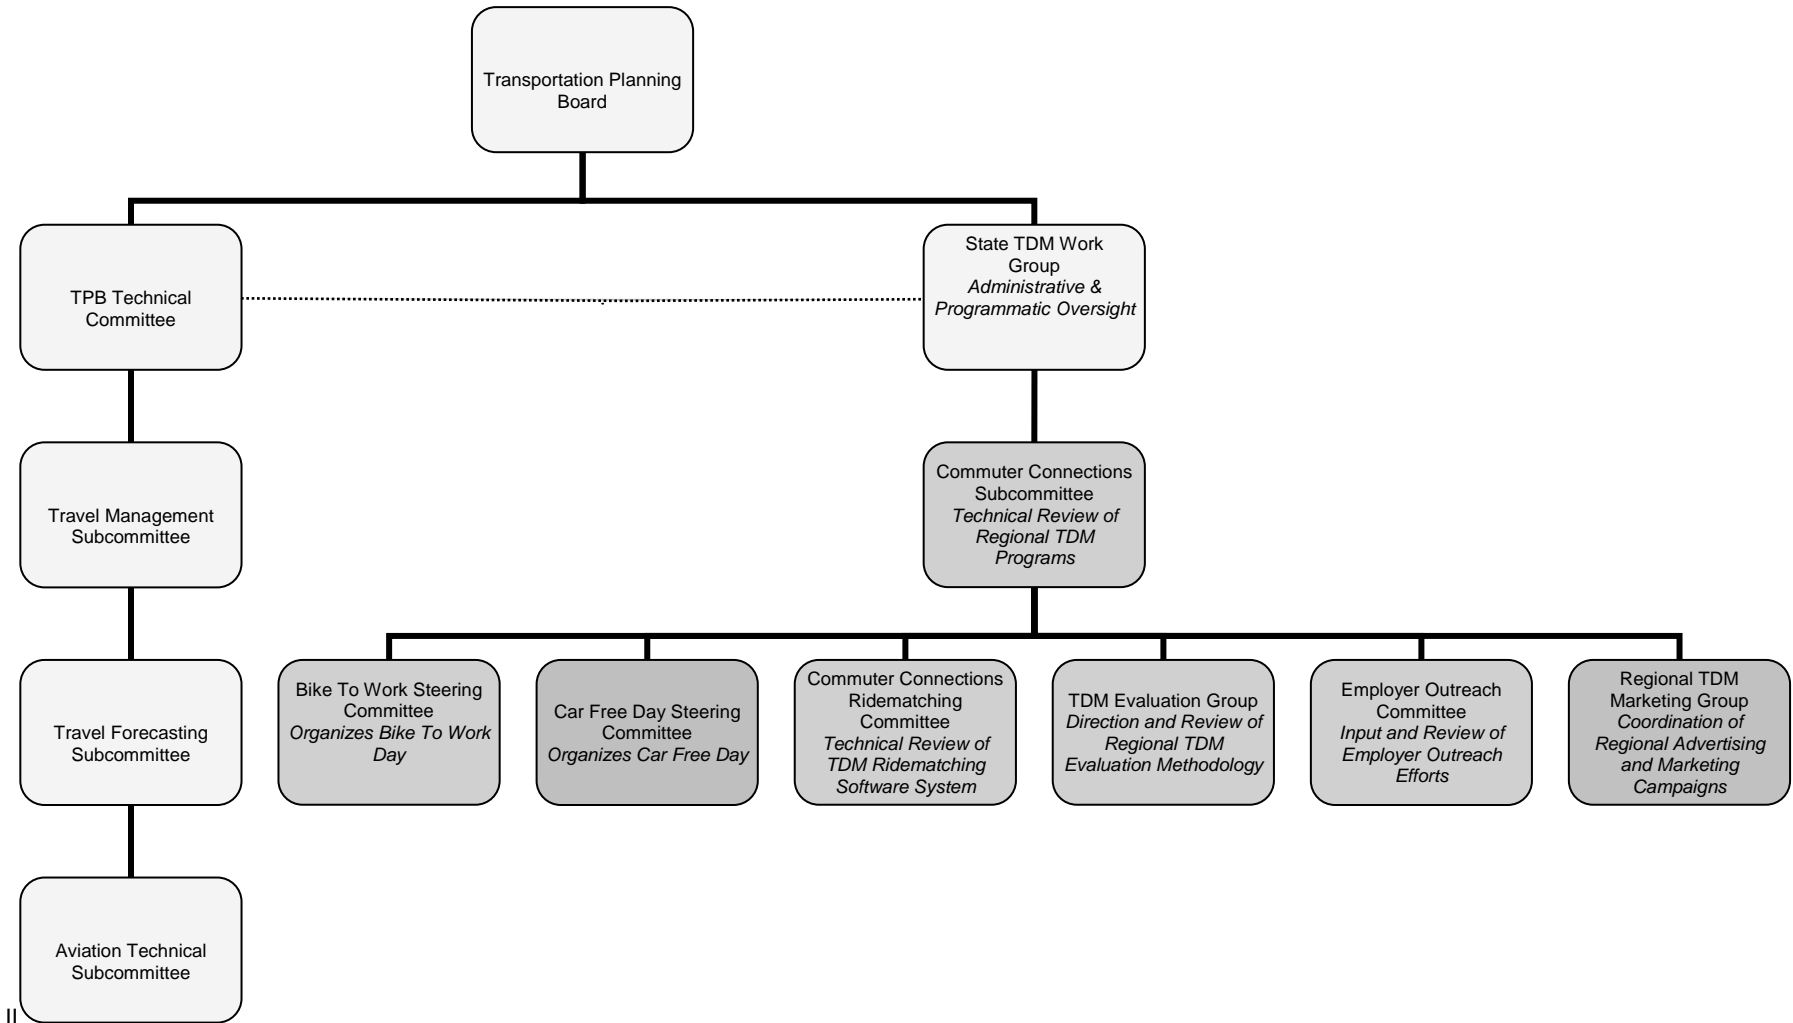 Transportation Planning
Board
TPB Technical
Committee
State TDM Work
Group
Administrative &
Programmatic Oversight
Travel Management
Subcommittee
Commuter Connections
Subcommittee
Technical Review of
Regional TDM
Programs
Travel Forecasting
Subcommittee
Bike To Work Steering
Committee
Organizes Bike To Work
Day
Car Free Day Steering
Committee
Organizes Car Free Day
Commuter Connections
Ridematching
Committee
Technical Review of
TDM Ridematching
Software System
TDM Evaluation Group
Direction and Review of
Regional TDM
Evaluation Methodology
Employer Outreach
Committee
Input and Review of
Employer Outreach
Efforts
Regional TDM
Marketing Group
Coordination of
Regional Advertising
and Marketing
Campaigns
Aviation Technical
Subcommittee
II